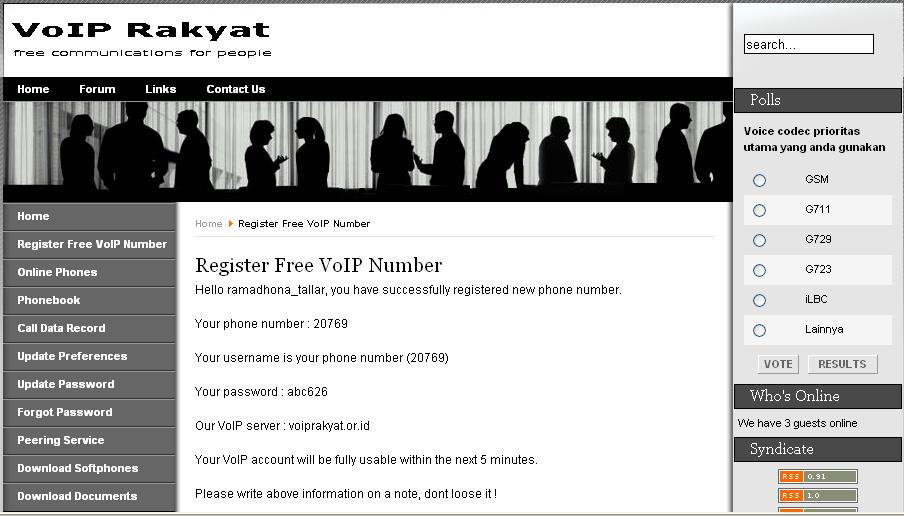 VoIP Rakyat
free communications for people
search...
Home Forum Links Contact Us
Home
Register Free VoIP Number
Online Phones
Phonebook
Call Data Record
Update Preferences
Update Password
Forgot Password
Peering Service
Download Softphones
Download Documents
Home Register Free VoIP Number
Register Free VoIP Number
Hello ramadhona_tallar, you have successfully registered new phone number.
Your phone number : 20769
Your username is your phone number (20769)
Your password : abc626
Our VoIP server : voiprakyat.or.id
Your VoIP account will be fully usable within the next 5 minutes.
Please write above information on a note, dont loose it !
Polls
Voice codec prioritas
utama yang anda gunakan
GSM
G711
G729
G723
iLBC
Lainnya
VOTE RESULTS
Who's Online
We have 3 guests online
Syndicate
RSS 0.91
RSS 1.0